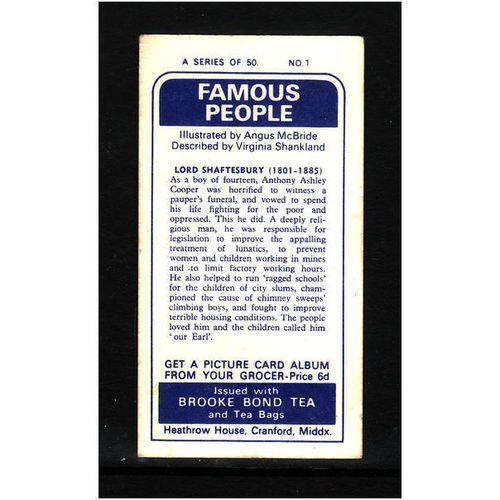 A SERIES OF 50. NO.1
FAMOUS
PEOPLE
Illustrated by Angus McBride
Described by Virginia Shankland
LORD SHAFTESBURY (1801-1885)
As a boy of fourteen, Anthony Ashley
Cooper was horrified to witness a
pauper's funeral, and vowed to spend
his life fighting for the poor and
oppressed. This he did. A deeply reli-
gious man, he was responsible for
legislation to improve the appalling
treatment of lunatics, to prevent
women and children working in mines
and to limit factory working hours.
He also helped to run 'ragged schools'
for the children of city slums, cham-
pioned the cause of chimney sweeps'
climbing boys, and fought to improve
terrible housing conditions. The people
loved him and the children called him
'our Earl'.
GET A PICTURE CARD ALBUM
FROM YOUR GROCER-Price 6d
Issued with
BROOKE BOND TEA
and Tea Bags
Heathrow House, Cranford, Middx.